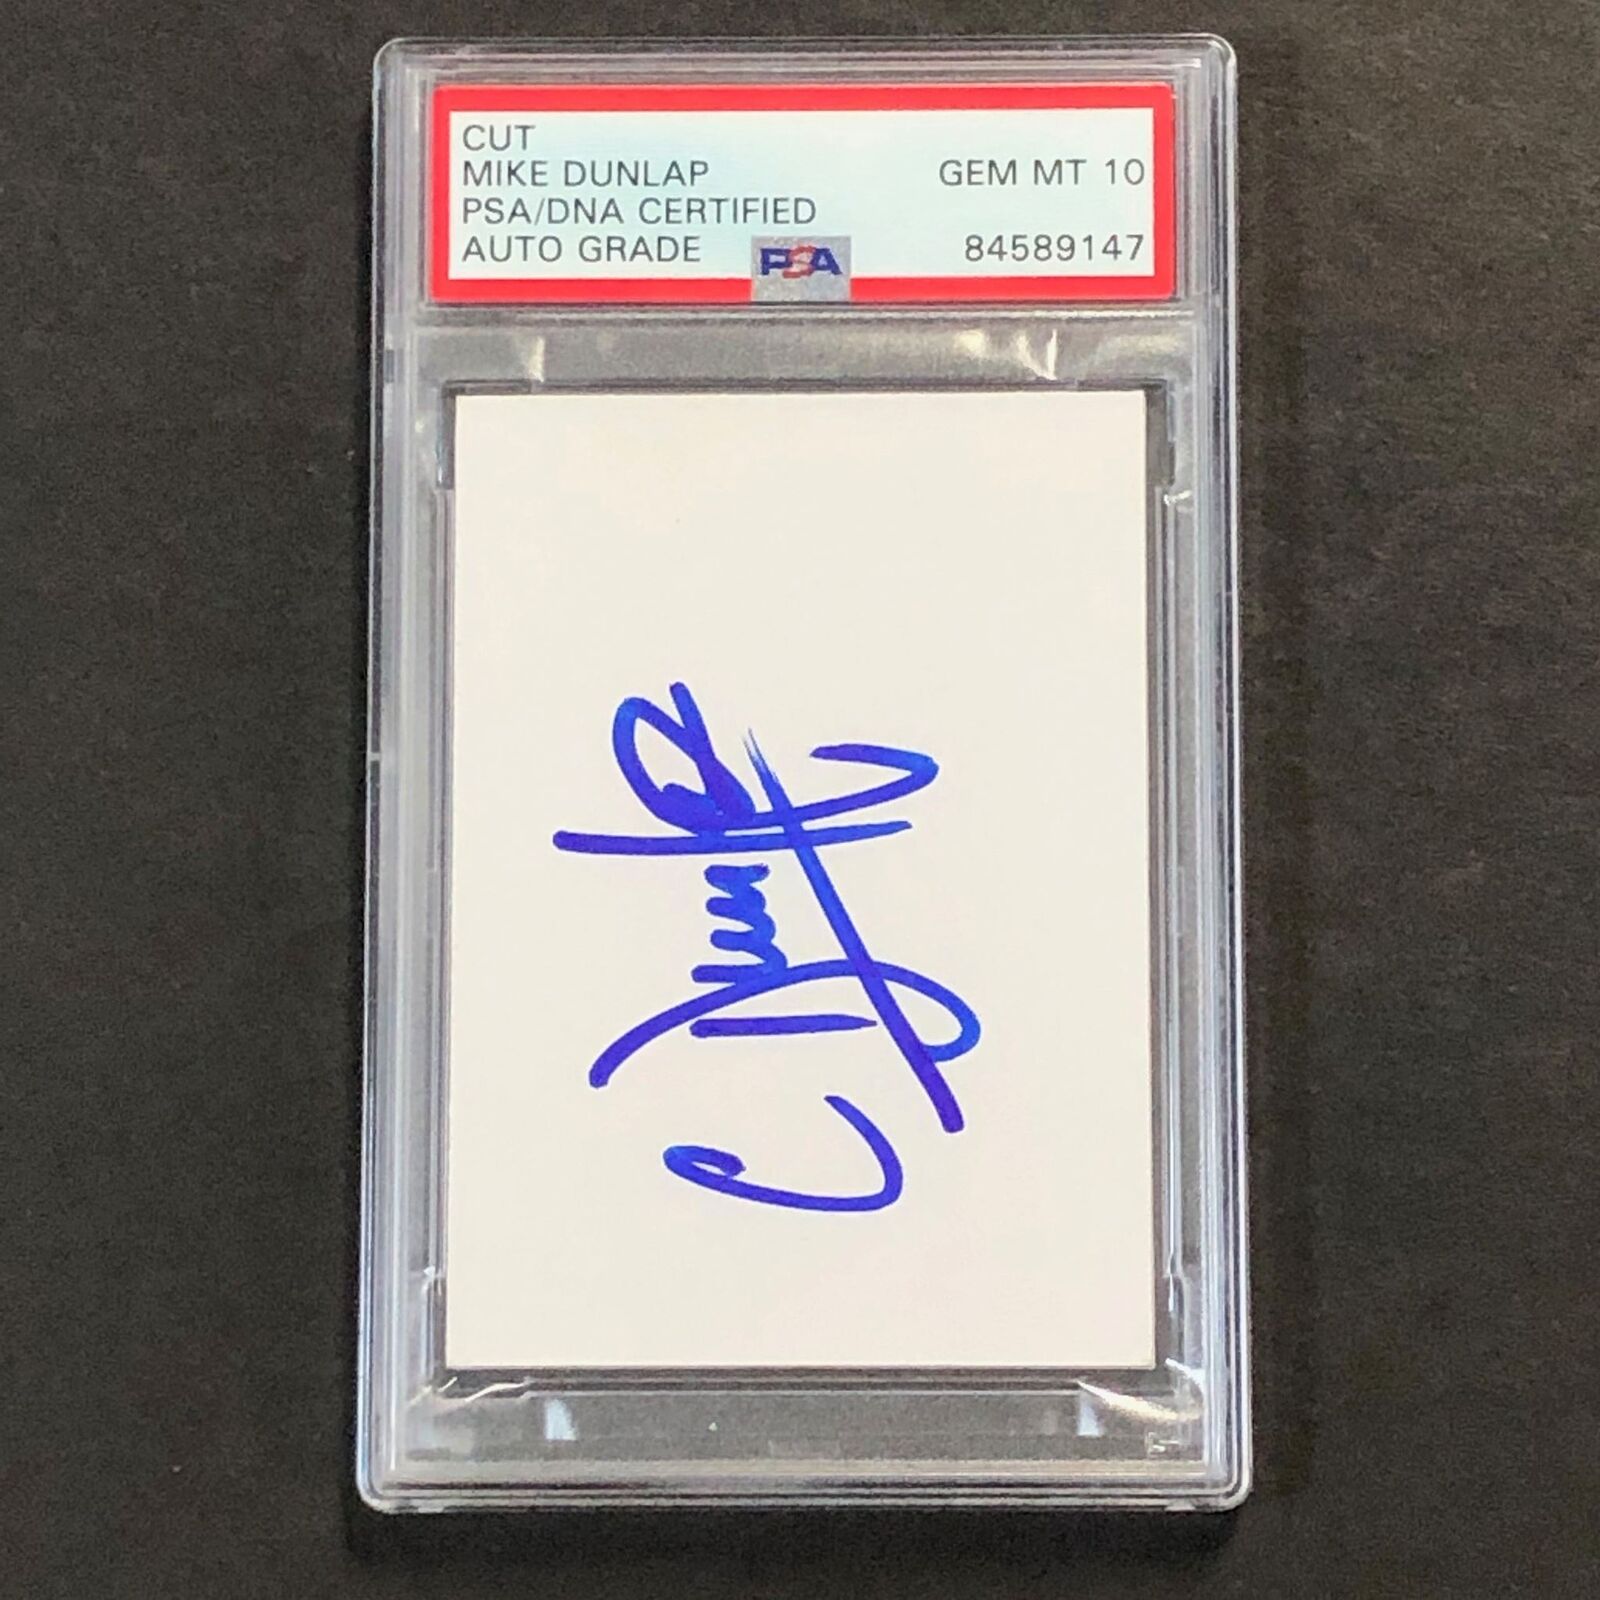 CUT
MIKE DUNLAP
PSA/DNA CERTIFIED
AUTO GRADE
GEM MT 10
84589147
PSA